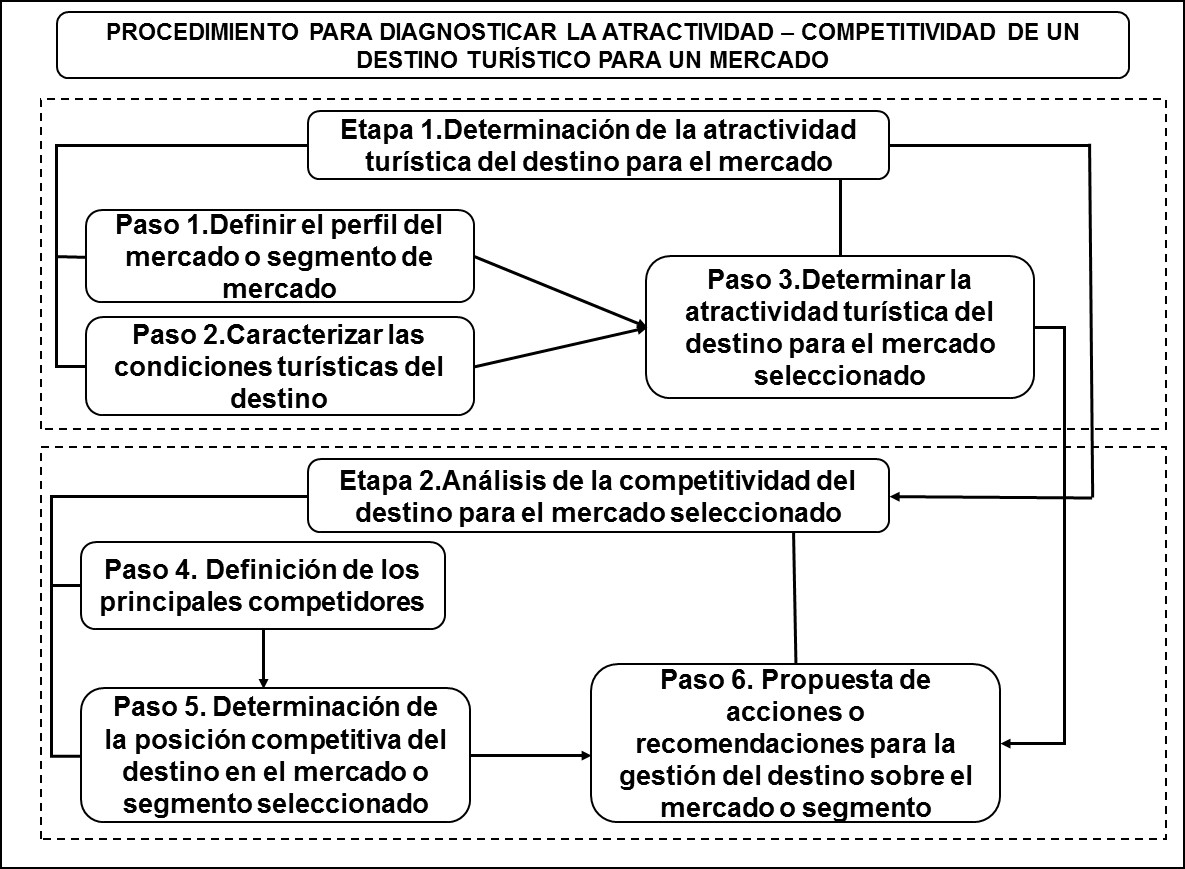 PROCEDIMIENTO PARA DIAGNOSTICAR LA ATRACTIVIDAD – COMPETITIVIDAD DE UN
DESTINO TURÍSTICO PARA UN MERCADO
Etapa 1.Determinación de la atractividad
turística del destino para el mercado
Paso 1.Definir el perfil del
mercado o segmento de
mercado
Paso 2.Caracterizar las
condiciones turísticas del
destino
Paso 3.Determinar la
atractividad turística del
destino para el mercado
seleccionado
Etapa 2.Análisis de la competitividad del
destino para el mercado seleccionado
Paso 4. Definición de los
principales competidores
Paso 5. Determinación de
la posición competitiva del
destino en el mercado o
segmento seleccionado
Paso 6. Propuesta de
acciones o
recomendaciones para la
gestión del destino sobre el
mercado o segmento